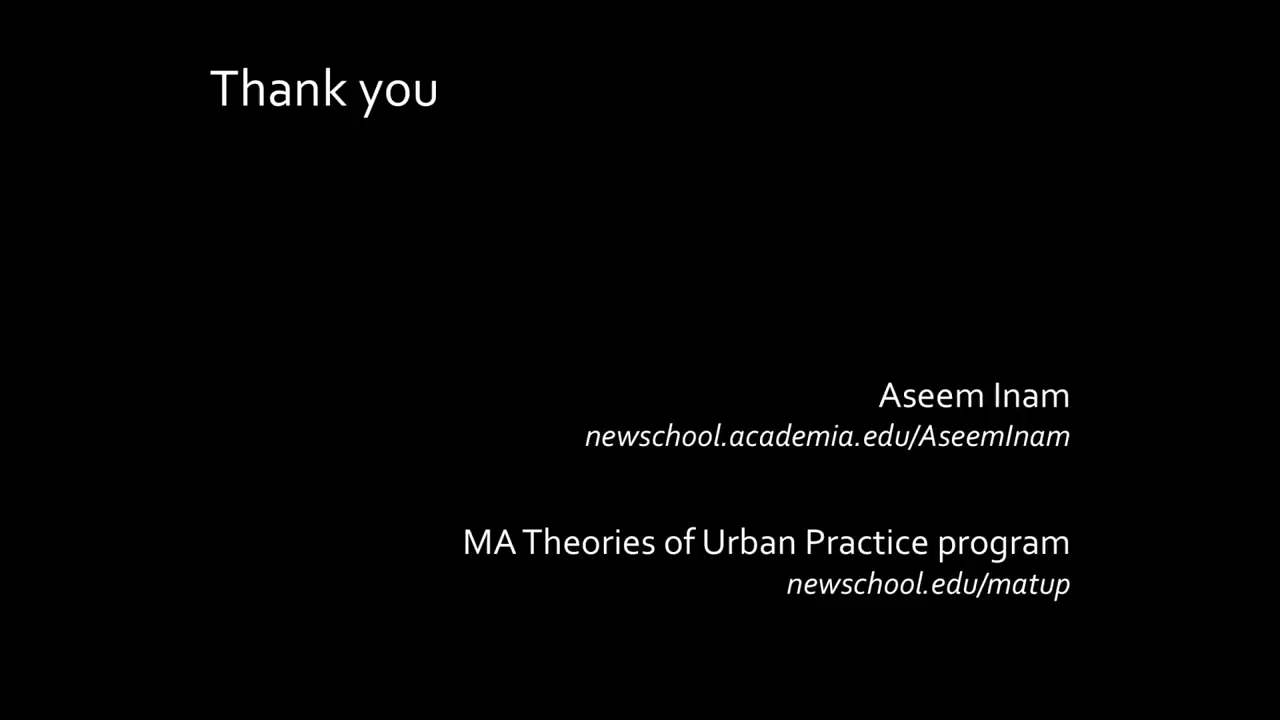 Thank you
Aseem Inam
newschool.academia.edu/AseemInam
MA Theories of Urban Practice program
newschool.edu/matup